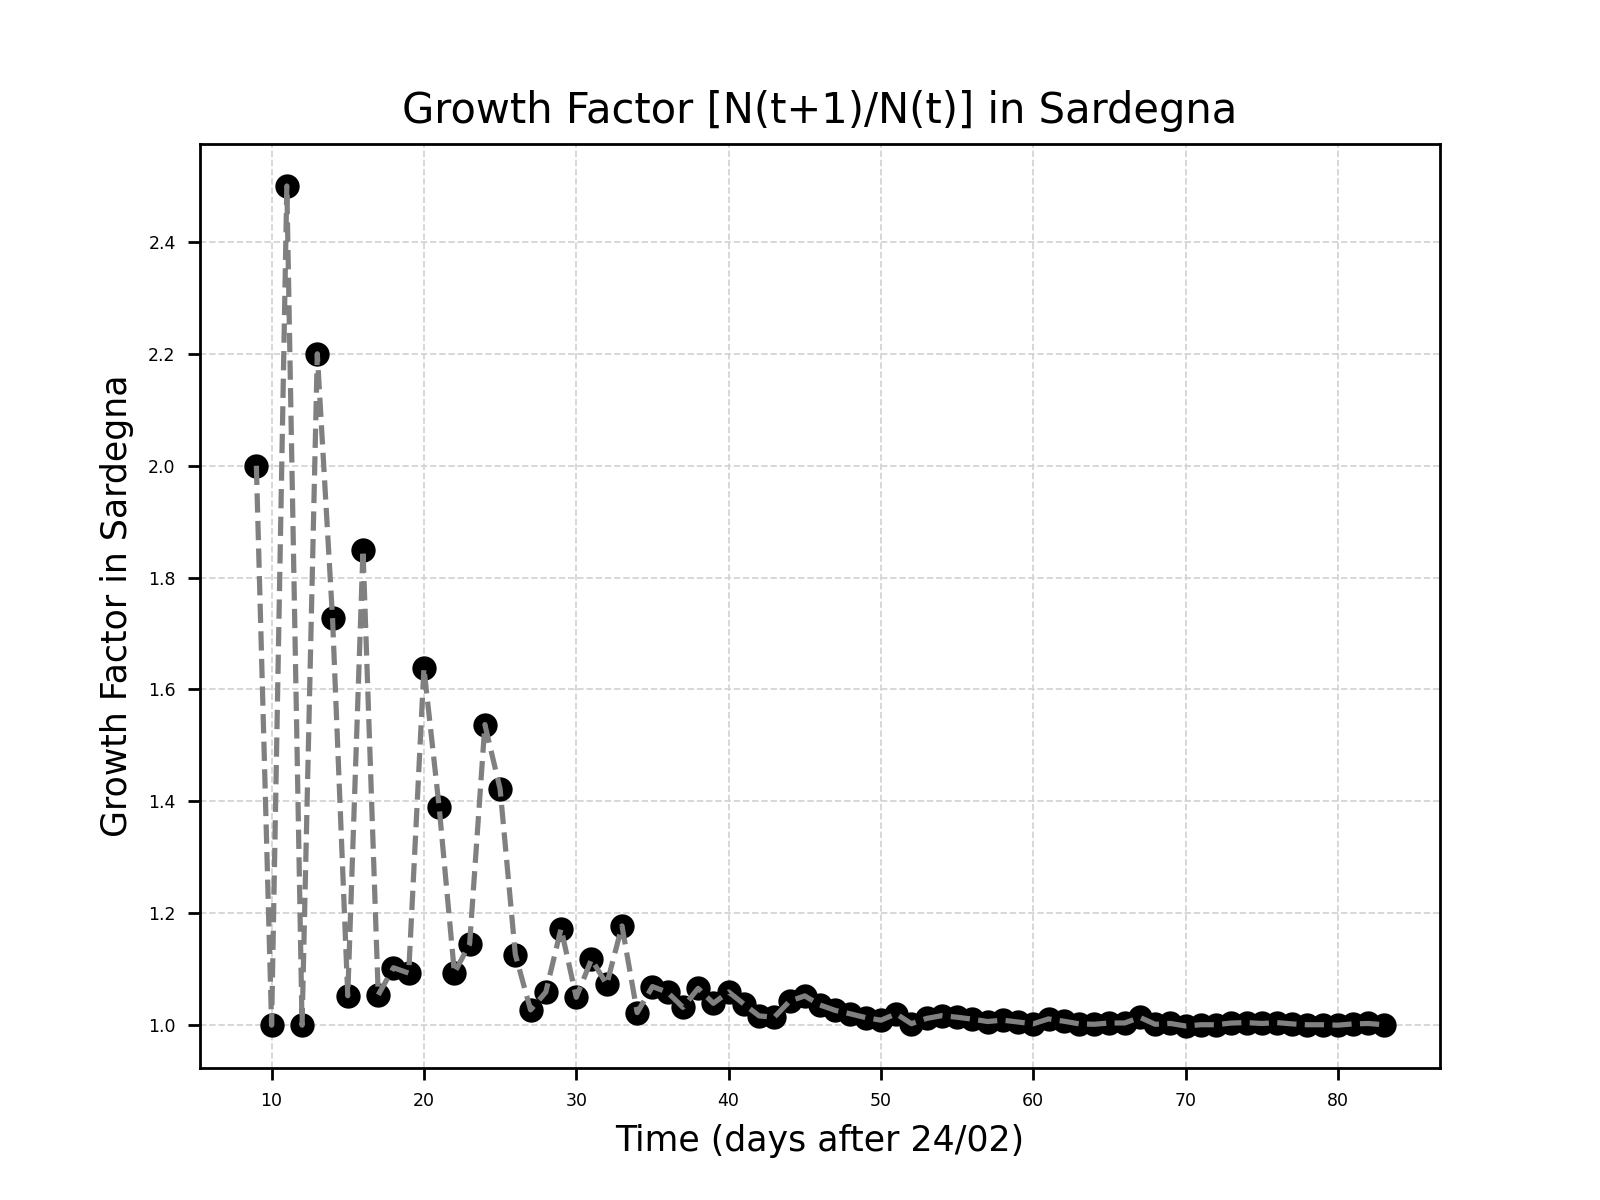 Growth Factor [N(t+1)/N(t)] in Sardegna
Growth Factor in Sardegna
2.4
2.2
2.0
1.8
1.6
1.4
1.2
1.0
10 20 30 40 50 60 70 80
Time (days after 24/02)